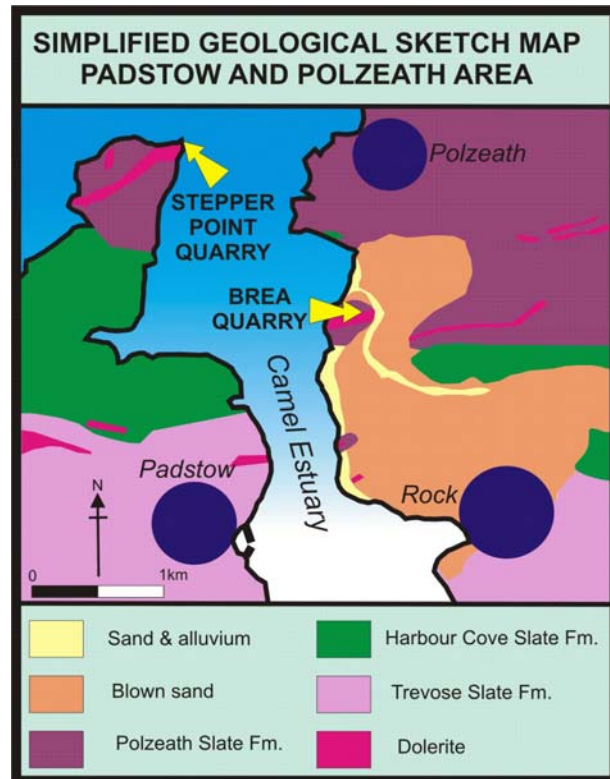 SIMPLIFIED GEOLOGICAL SKETCH MAP
PADSTOW AND POLZEATH AREA
Polzeath
STEPPER
POINT
QUARRY
BREA
QUARRY
Camel Estuary
Padstow
Rock
N
0 1km
Sand & alluvium
Blown sand
Polzeath Slate Fm.
Harbour Cove Slate Fm.
Trevose Slate Fm.
Dolerite